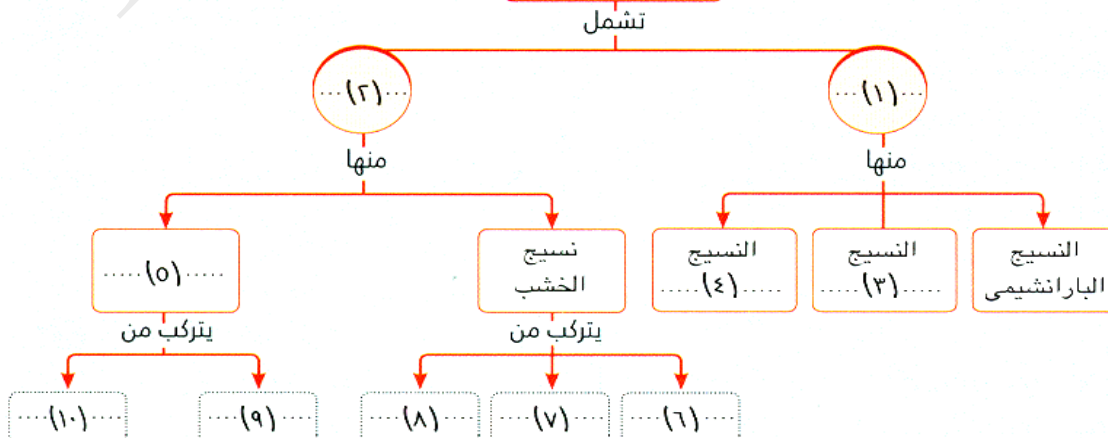 تشمل
...(١)...
...(٢)...
منها
منها
النسيج
البارانشيمى
النسيج
.....(٣).....
النسيج
.....(٤).....
نسيج
الخشب
.....(٥).....
يتركب من
يتركب من
....(٦)....
....(٧)....
....(٨)....
....(٩)....
....(١٠)....